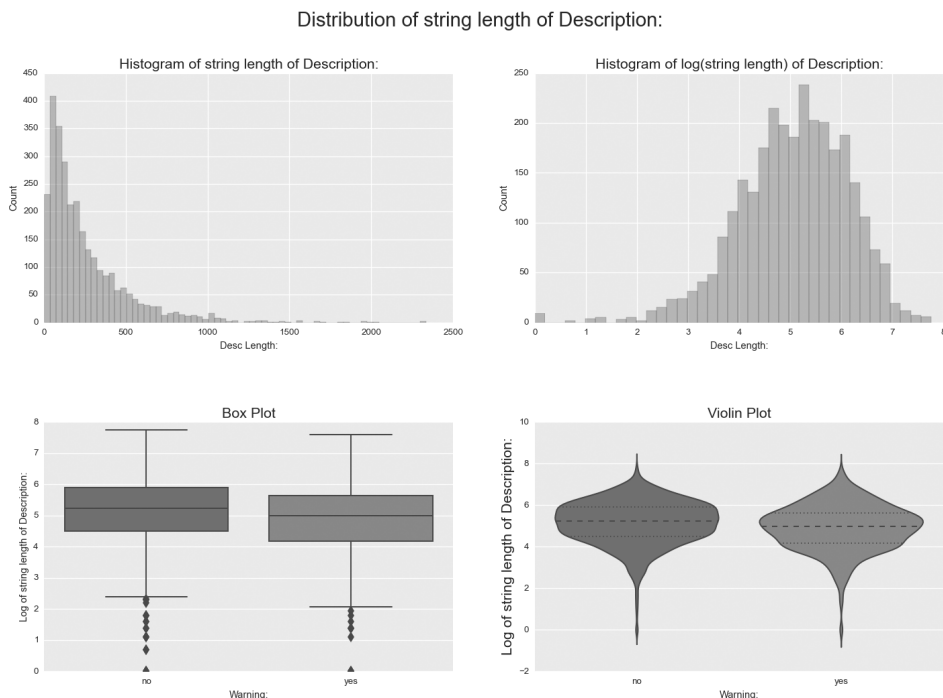 Distribution of string length of Description:
Histogram of string length of Description:
450
400
350
300
250
200
150
100
50
0
Count
0 500 1000 1500 2000 2500
Desc Length:
Histogram of log(string length) of Description:
250
200
150
100
50
0
Count
0 1 2 3 4 5 6 7 8
Desc Length:
Box Plot
8
7
6
5
4
3
2
1
0
Log of string length of Description:
no yes
Warning:
Violin Plot
10
8
6
4
2
0
−2
Log of string length of Description:
no yes
Warning: